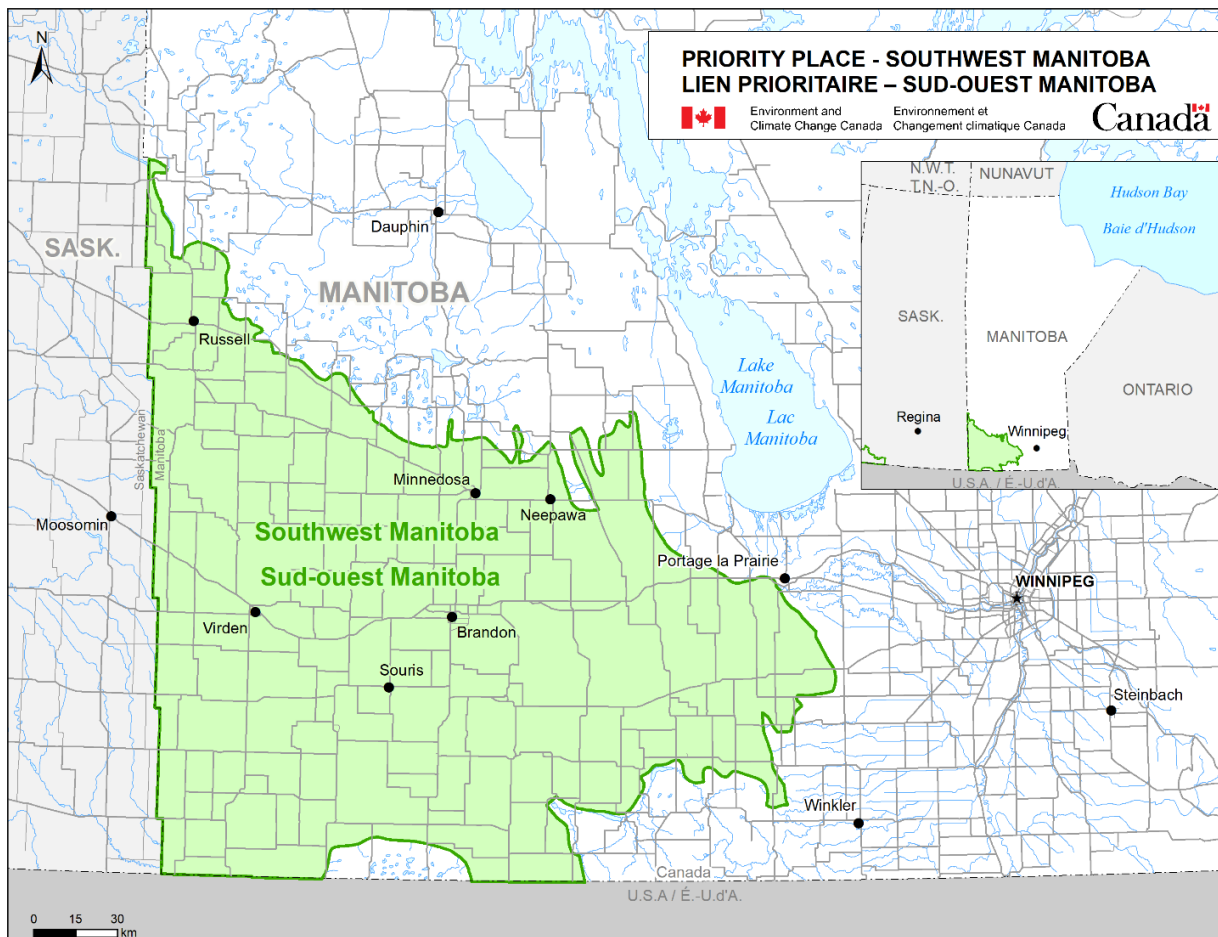 N
PRIORITY PLACE - SOUTHWEST MANITOBA
LIEN PRIORITAIRE – SUD-OUEST MANITOBA
Environment and
Climate Change Canada
Environnement et
Changement climatique Canada
Canada
N.W.T.
T.N.-O.
NUNAVUT
Hudson Bay
Baie d'Hudson
SASK.
MANITOBA
ONTARIO
Regina
Winnipeg
U.S.A. / É.-U.d'A.
SASK.
Dauphin
MANITOBA
Russell
Lake
Manitoba
Lac
Manitoba
Saskatchewan
Manitoba
Minnedosa
Neepawa
Moosomin
Southwest Manitoba
Sud-ouest Manitoba
Portage la Prairie
WINNIPEG
Virden
Brandon
Souris
Steinbach
Winkler
Canada
U.S.A / É.-U.d'A.
0 15 30
km